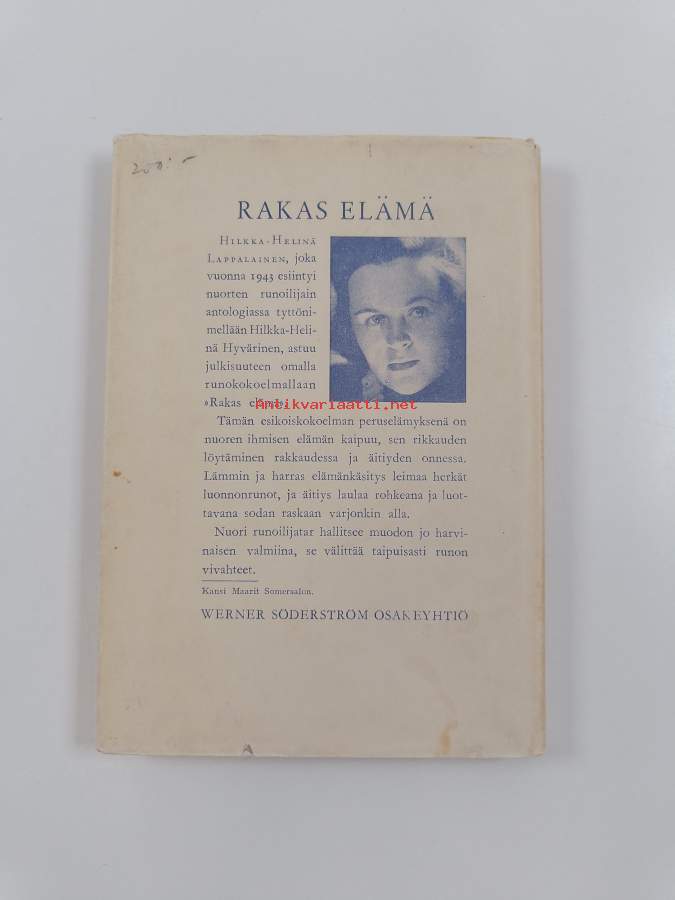 200:-
RAKAS ELÄMÄ
HILKKA-HELINÄ
LAPPALAINEN, joka
vuonna 1943 esiintyi
nuorten runoilijain
antologiassa tyttöni-
mellään Hilkka-Heli-
nä Hyvärinen, astuu
julkisuuteen omalla
runokokoelmallaan
»Rakas elämä».
Antikvariaatti.net
Tämän esikoiskokoelman peruselämyksenä on
nuoren ihmisen elämän kaipuu, sen rikkauden
löytäminen rakkaudessa ja äitiyden onnessa.
Lämmin ja harras elämänkäsitys leimaa herkät
luonnonrunot, ja äitiys laulaa rohkeana ja luot-
tavana sodan raskaan varjonkin alla.
Nuori runoilijatar hallitsee muodon jo harvi-
naisen valmiina, se välittää taipuisasti runon
vivahteet.
Kansi Maarit Somersalon.
WERNER SÖDERSTRÖM OSAKEYHTIÖ